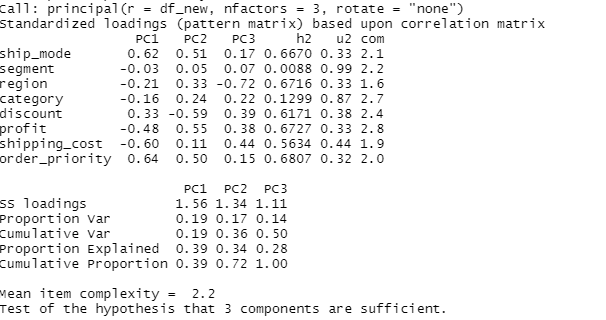 Call: principal(r = df_new, nfactors = 3, rotate = "none")
Standardized loadings (pattern matrix) based upon correlation matrix
PC1 PC2 PC3 h2 u2 com
ship_mode 0.62 0.51 0.17 0.6670 0.33 2.1
segment -0.03 0.05 0.07 0.0088 0.99 2.2
region -0.21 0.33 -0.72 0.6716 0.33 1.6
category -0.16 0.24 0.22 0.1299 0.87 2.7
discount 0.33 -0.59 0.39 0.6171 0.38 2.4
profit -0.48 0.55 0.38 0.6727 0.33 2.8
shipping_cost -0.60 0.11 0.44 0.5634 0.44 1.9
order_priority 0.64 0.50 0.15 0.6807 0.32 2.0
PC1 PC2 PC3
SS loadings 1.56 1.34 1.11
Proportion Var 0.19 0.17 0.14
Cumulative Var 0.19 0.36 0.50
Proportion Explained 0.39 0.34 0.28
Cumulative Proportion 0.39 0.72 1.00
Mean item complexity = 2.2
Test of the hypothesis that 3 components are sufficient.